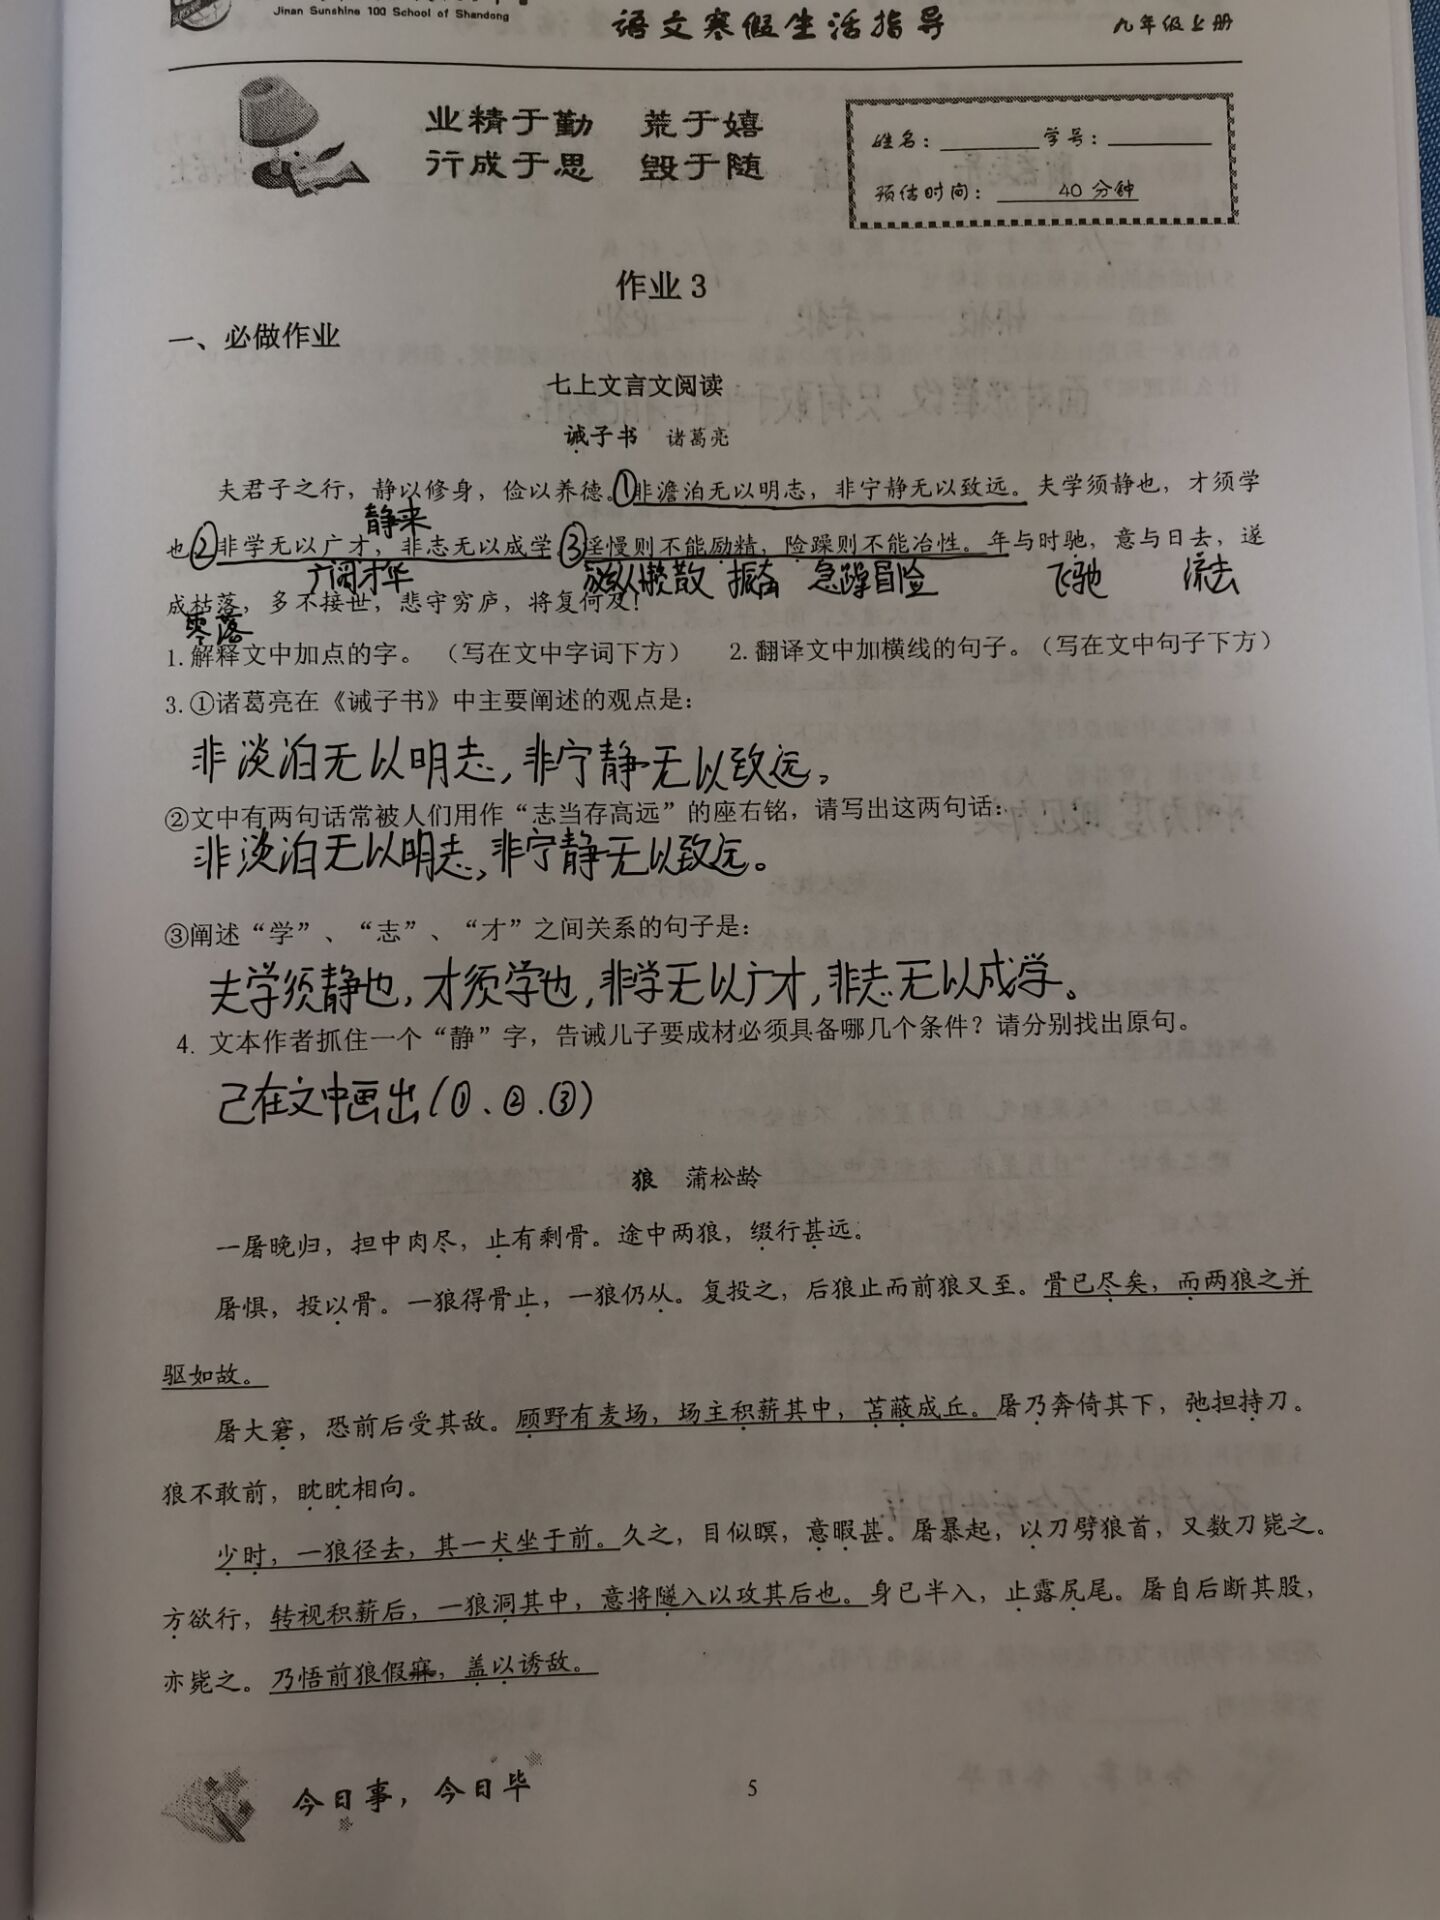 Jinan Sunshine 100 School of Shandong
语文寒假生活指导
九年级上册
业精于勤 荒于嬉
行成于思 毁于随
姓名: 学号:
预估时间: 40 分钟
作业 3
一、必做作业
七上文言文阅读
诫子书 诸葛亮
夫君子之行，静以修身，俭以养德。①非澹泊无以明志，非宁静无以致远。夫学须静也，才须学
静来
也②非学无以广才，非志无以成学③淫慢则不能励精，险躁则不能冶性。年与时驰，意与日去，遂
广阔才华 放纵懒散 振奋 急躁冒险 飞驰 流去
成枯落，多不接世，悲守穷庐，将复何及!
零落
1. 解释文中加点的字。（写在文中字词下方） 2. 翻译文中加横线的句子。（写在文中句子下方）
3. ①诸葛亮在《诫子书》中主要阐述的观点是:
非淡泊无以明志,非宁静无以致远。
②文中有两句话常被人们用作“志当存高远”的座右铭，请写出这两句话:
非淡泊无以明志,非宁静无以致远。
③阐述“学”、“志”、“才”之间关系的句子是:
夫学须静也,才须学也,非学无以广才,非志无以成学。
4. 文本作者抓住一个“静”字，告诫儿子要成材必须具备哪几个条件？请分别找出原句。
已在文中画出(①、②、③)
狼 蒲松龄
一屠晚归，担中肉尽，止有剩骨。途中两狼，缀行甚远。
屠惧，投以骨。一狼得骨止，一狼仍从。复投之，后狼止而前狼又至。骨已尽矣，而两狼之并
驱如故。
屠大窘，恐前后受其敌。顾野有麦场，场主积薪其中，苫蔽成丘。屠乃奔倚其下，弛担持刀。
狼不敢前，眈眈相向。
少时，一狼径去，其一犬坐于前。久之，目似瞑，意暇甚。屠暴起，以刀劈狼首，又数刀毙之。
方欲行，转视积薪后，一狼洞其中，意将隧入以攻其后也。身已半入，止露尻尾。屠自后断其股，
亦毙之。乃悟前狼假寐，盖以诱敌。
今日事，今日毕
5